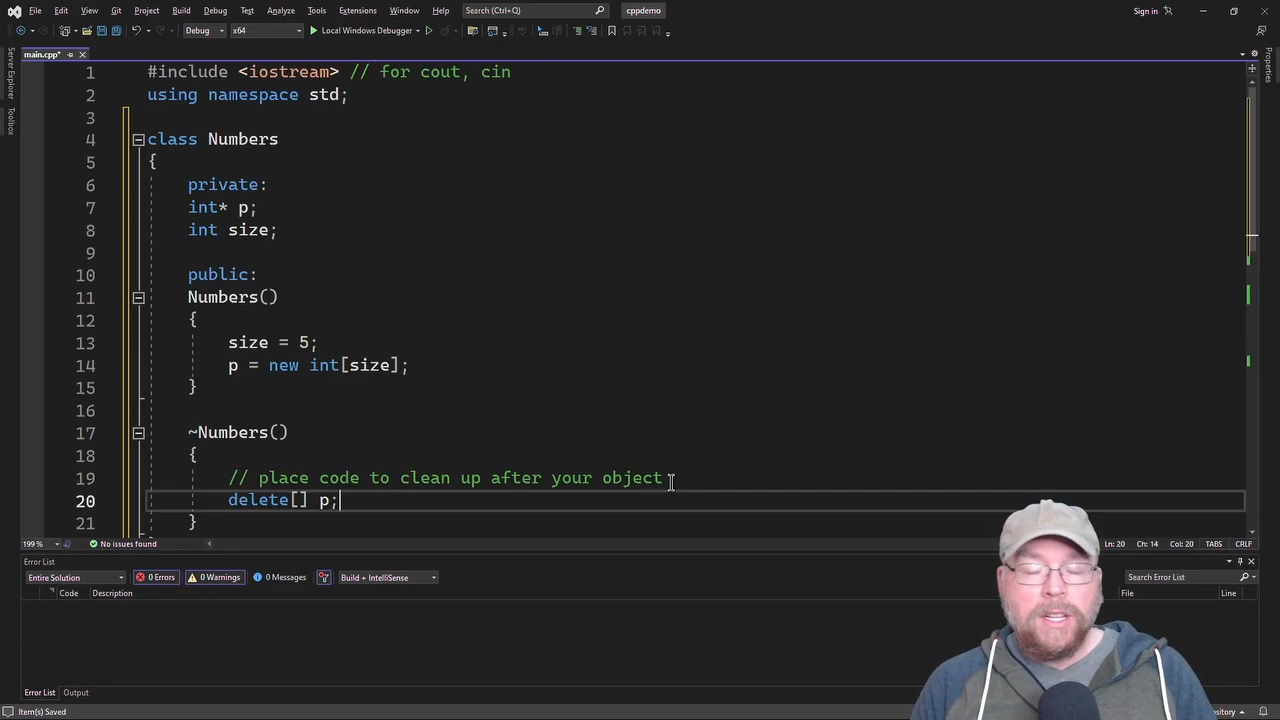 File Edit View Git Project Build Debug Test Analyze Tools Extensions Window Help Search (Ctrl+Q) cppdemo Sign in
Debug x64 Local Windows Debugger
main.cpp*
Server Explorer
Toolbox
Properties
1 #include <iostream> // for cout, cin
2 using namespace std;
3
4 class Numbers
5 {
6 private:
7 int* p;
8 int size;
9
10 public:
11 Numbers()
12 {
13 size = 5;
14 p = new int[size];
15 }
16
17 ~Numbers()
18 {
19 // place code to clean up after your object
20 delete[] p;
21 }
199 % No issues found Ln: 20 Ch: 14 Col: 20 TABS CRLF
Error List
Entire Solution 0 Errors 0 Warnings 0 Messages Build + IntelliSense Search Error List
Code Description File Line
Error List Output
Item(s) Saved